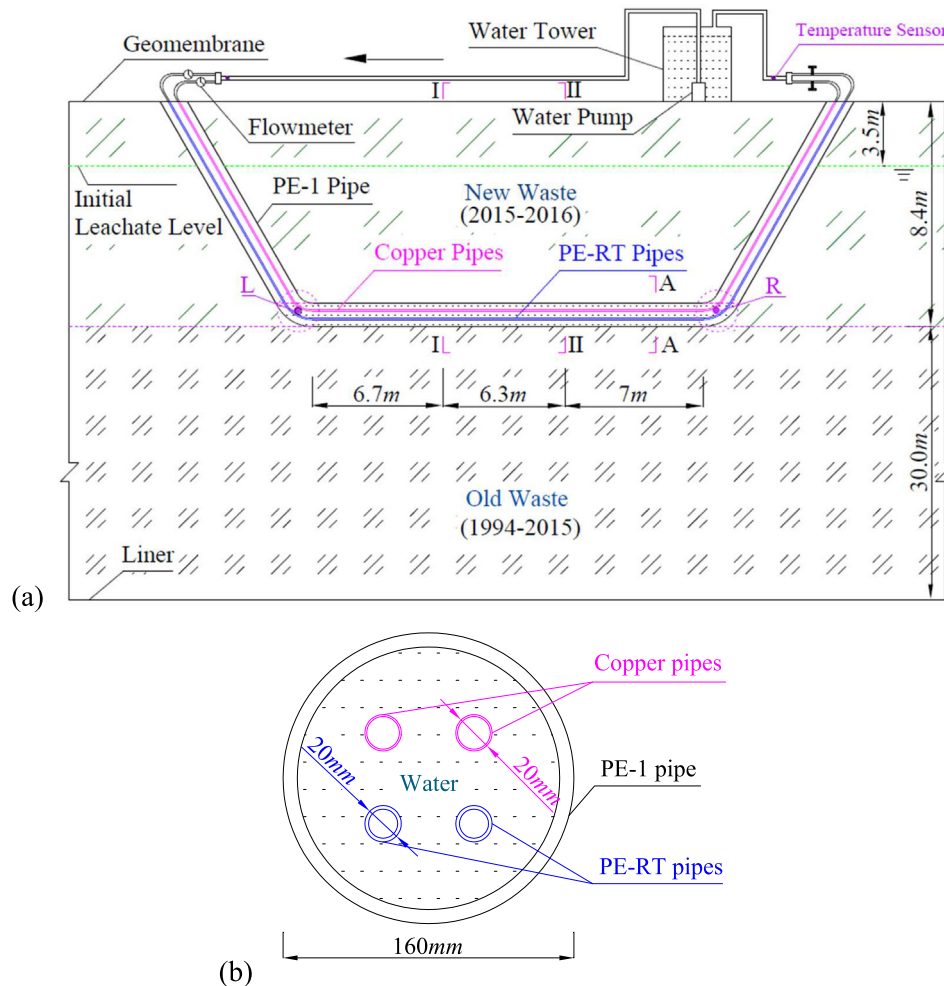 Geomembrane
Water Tower
Temperature Sensor
I
II
Flowmeter
Water Pump
3.5m
Initial
Leachate Level
PE-1 Pipe
New Waste
(2015-2016)
8.4m
Copper Pipes
PE-RT Pipes
A
L
R
I
II
A
6.7m
6.3m
7m
Old Waste
(1994-2015)
30.0m
Liner
(a)
Copper pipes
20mm
20mm
Water
PE-1 pipe
PE-RT pipes
160mm
(b)